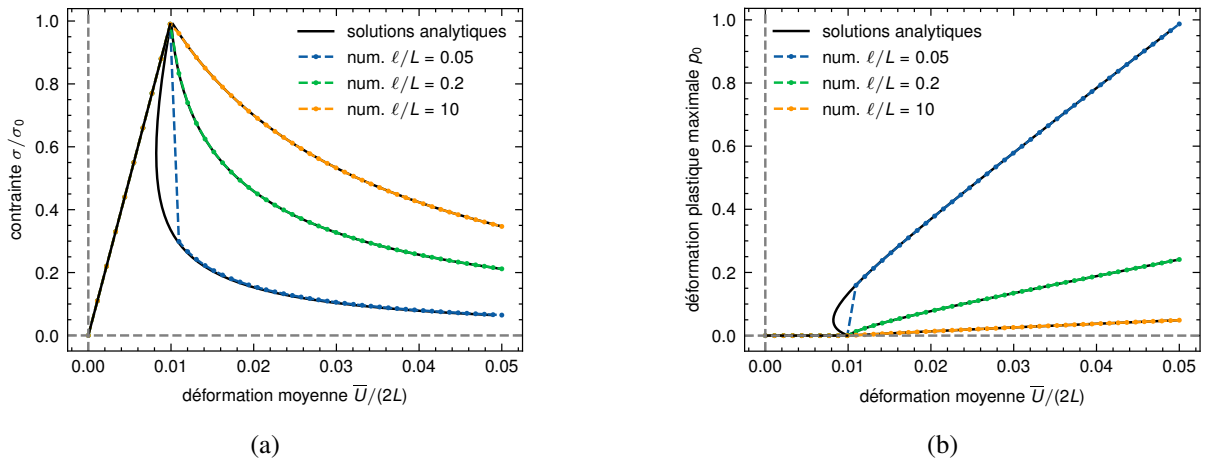 1.0
0.8
0.6
0.4
0.2
0.0
contrainte σ/σ₀
solutions analytiques
num. ℓ/L = 0.05
num. ℓ/L = 0.2
num. ℓ/L = 10
0.00 0.01 0.02 0.03 0.04 0.05
déformation moyenne U̅/(2L)
(a)
1.0
0.8
0.6
0.4
0.2
0.0
déformation plastique maximale p₀
solutions analytiques
num. ℓ/L = 0.05
num. ℓ/L = 0.2
num. ℓ/L = 10
0.00 0.01 0.02 0.03 0.04 0.05
déformation moyenne U̅/(2L)
(b)